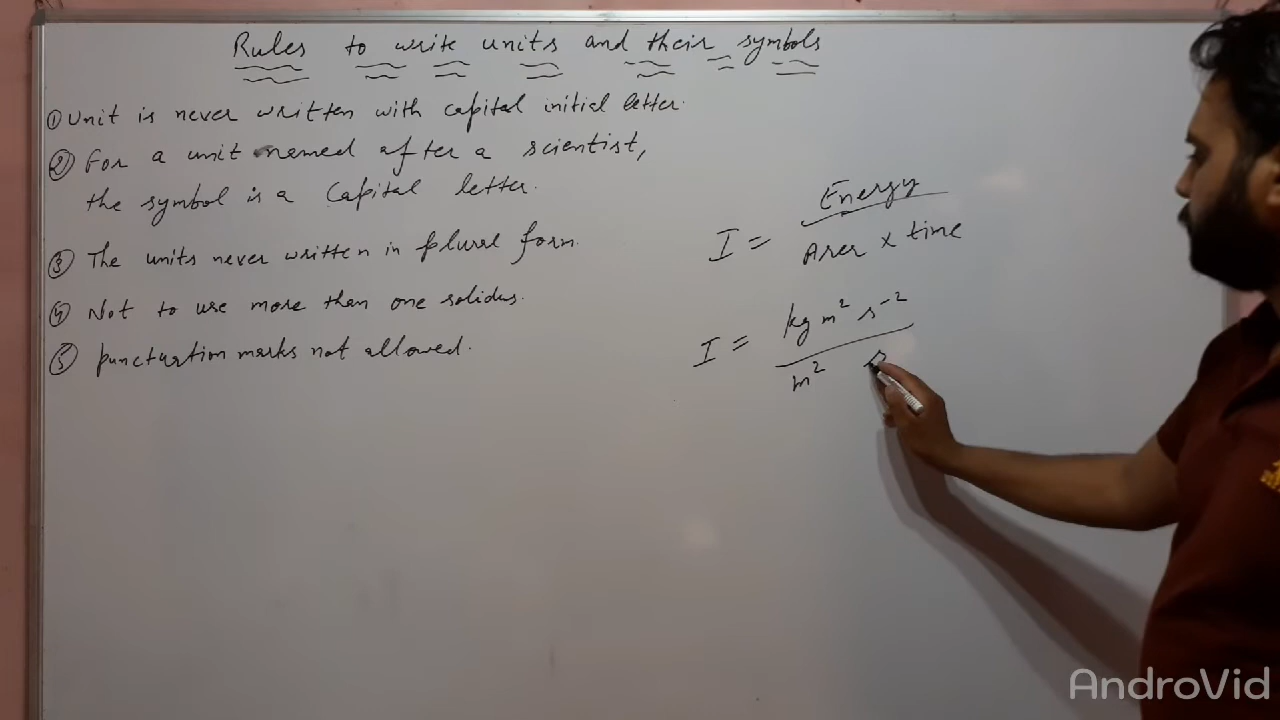 Rules to write units and their symbols
① Unit is never written with capital initial letter.
② For a unit named after a scientist,
the symbol is a Capital letter.
③ The units never written in plural form.
④ Not to use more than one solidus.
⑤ punctuation marks not allowed.
I = Energy
Area × time
I = kg m² s⁻²
m² s
AndroVid